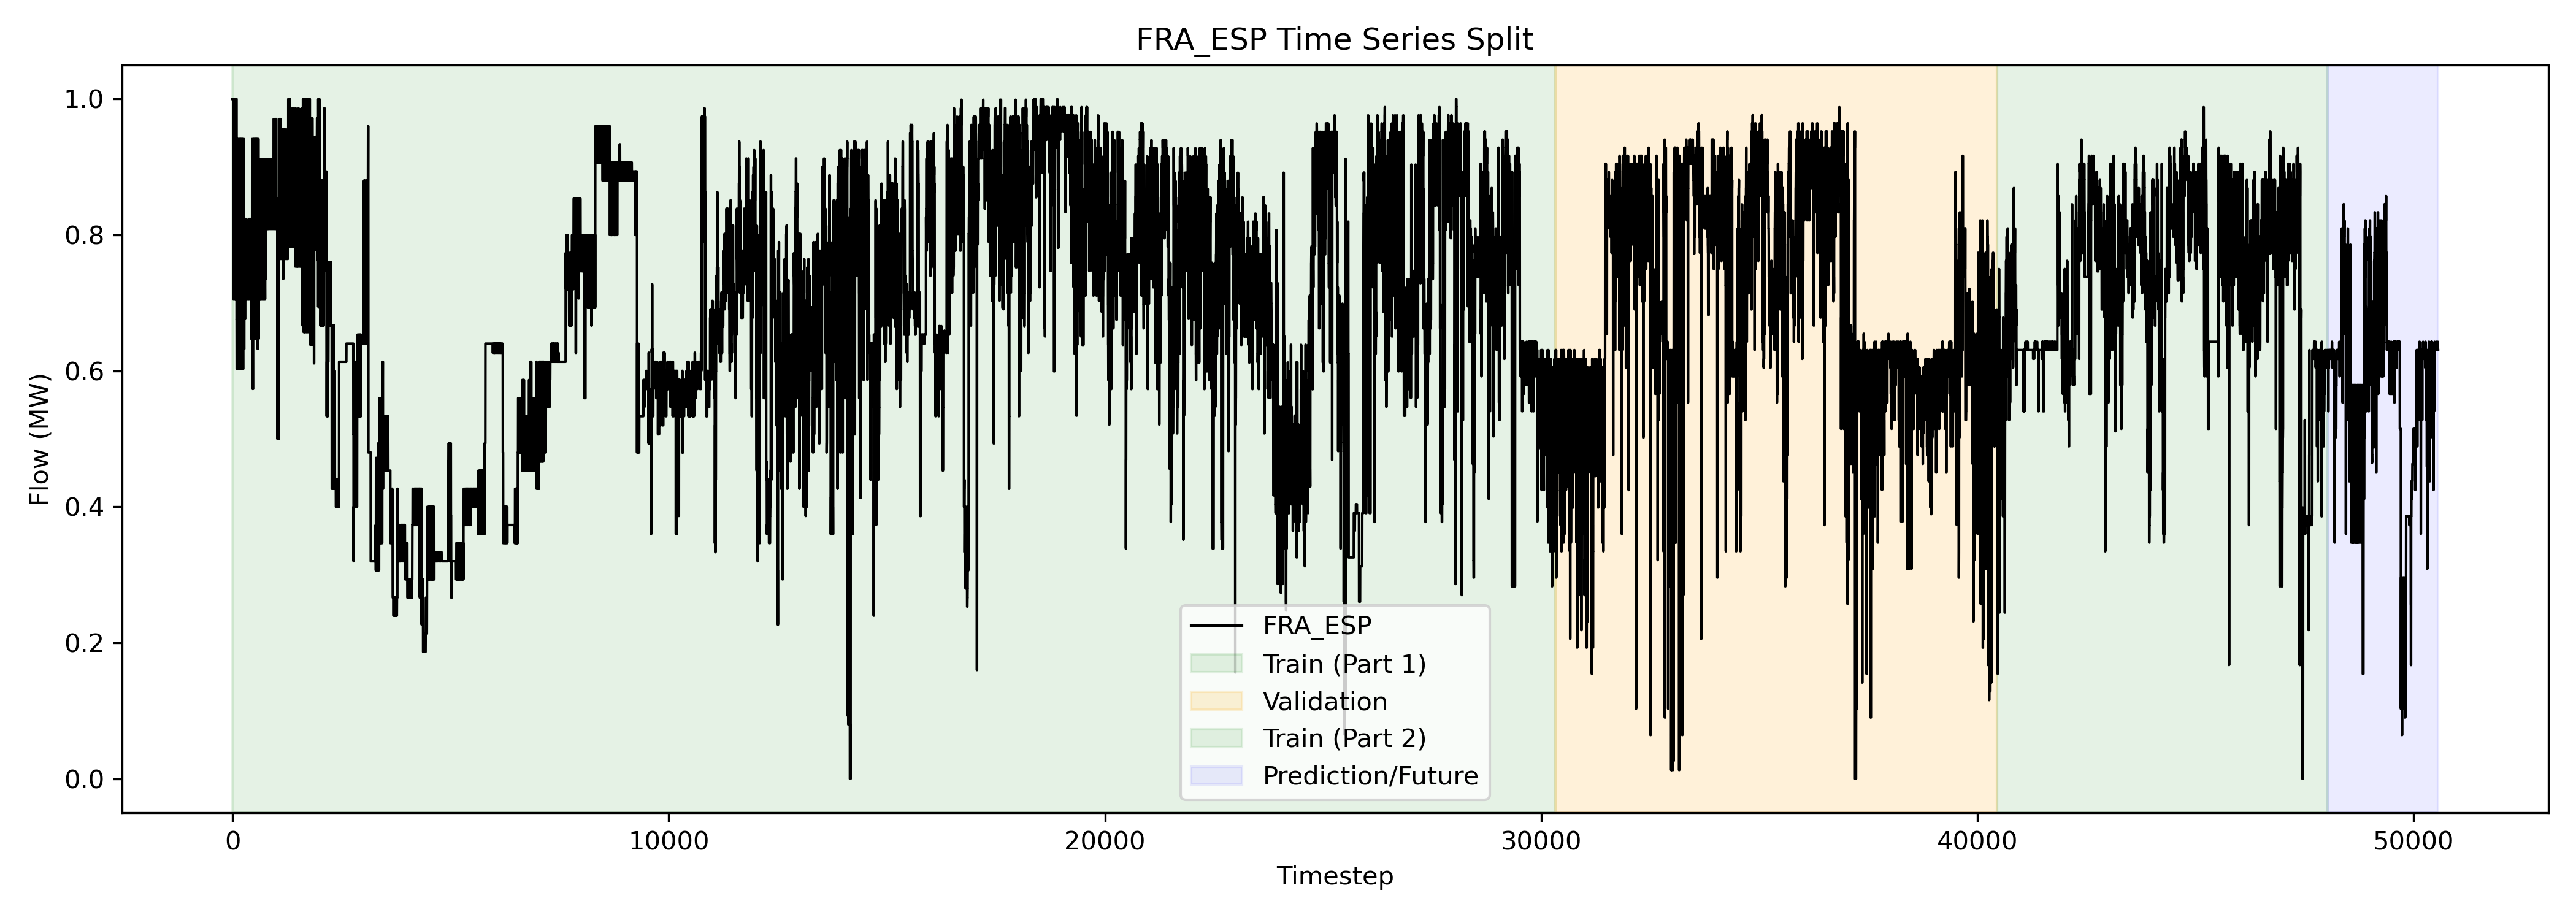 FRA_ESP Time Series Split
Flow (MW)
1.0
0.8
0.6
0.4
0.2
0.0
FRA_ESP
Train (Part 1)
Validation
Train (Part 2)
Prediction/Future
0 10000 20000 30000 40000 50000
Timestep